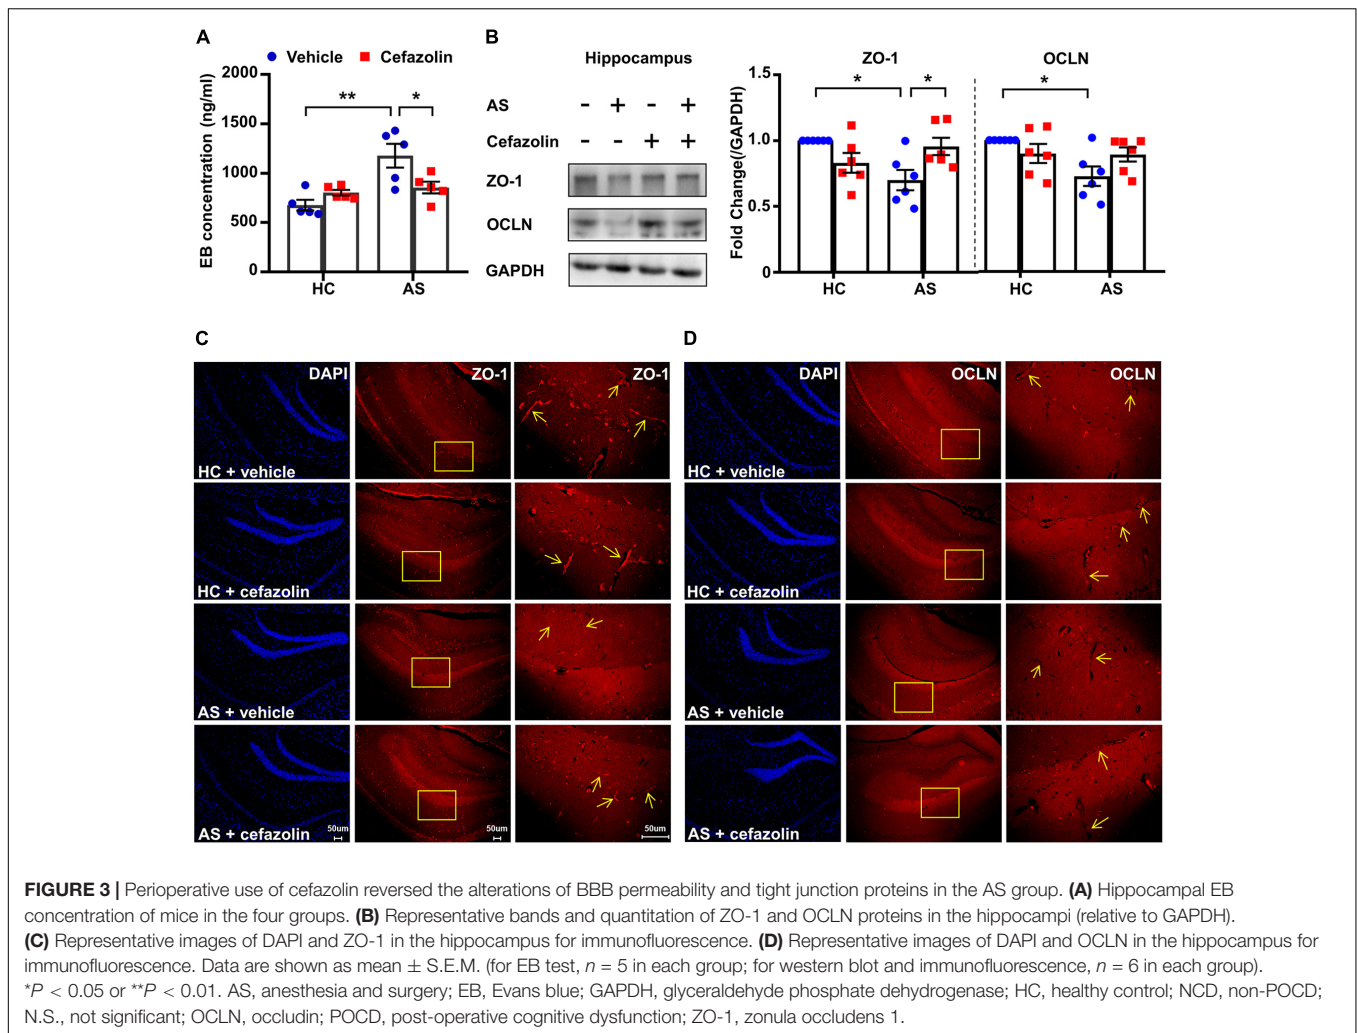 A
B
Vehicle Cefazolin
EB concentration (ng/ml)
2000
1500
1000
500
0
**
*
HC
AS
Hippocampus
AS - + - +
Cefazolin - - + +
ZO-1
OCLN
GAPDH
Fold Change(/GAPDH)
1.5
1.0
0.5
0
ZO-1
OCLN
*
*
*
HC
AS
HC
AS
C
D
DAPI ZO-1 ZO-1
DAPI OCLN OCLN
HC + vehicle
HC + vehicle
HC + cefazolin
HC + cefazolin
AS + vehicle
AS + vehicle
AS + cefazolin
50um 50um 50um
AS + cefazolin
FIGURE 3 | Perioperative use of cefazolin reversed the alterations of BBB permeability and tight junction proteins in the AS group. (A) Hippocampal EB
concentration of mice in the four groups. (B) Representative bands and quantitation of ZO-1 and OCLN proteins in the hippocampi (relative to GAPDH).
(C) Representative images of DAPI and ZO-1 in the hippocampus for immunofluorescence. (D) Representative images of DAPI and OCLN in the hippocampus for
immunofluorescence. Data are shown as mean ± S.E.M. (for EB test, n = 5 in each group; for western blot and immunofluorescence, n = 6 in each group).
*P < 0.05 or **P < 0.01. AS, anesthesia and surgery; EB, Evans blue; GAPDH, glyceraldehyde phosphate dehydrogenase; HC, healthy control; NCD, non-POCD;
N.S., not significant; OCLN, occludin; POCD, post-operative cognitive dysfunction; ZO-1, zonula occludens 1.